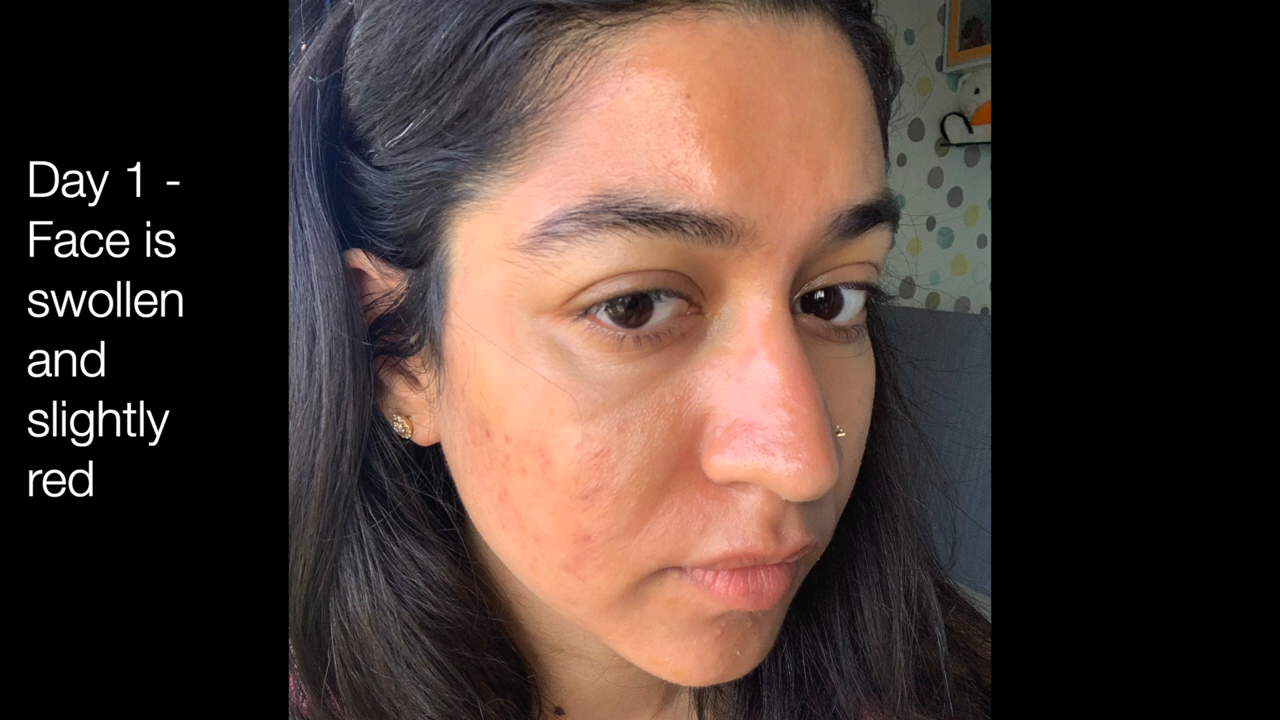 Day 1 -
Face is
swollen
and
slightly
red